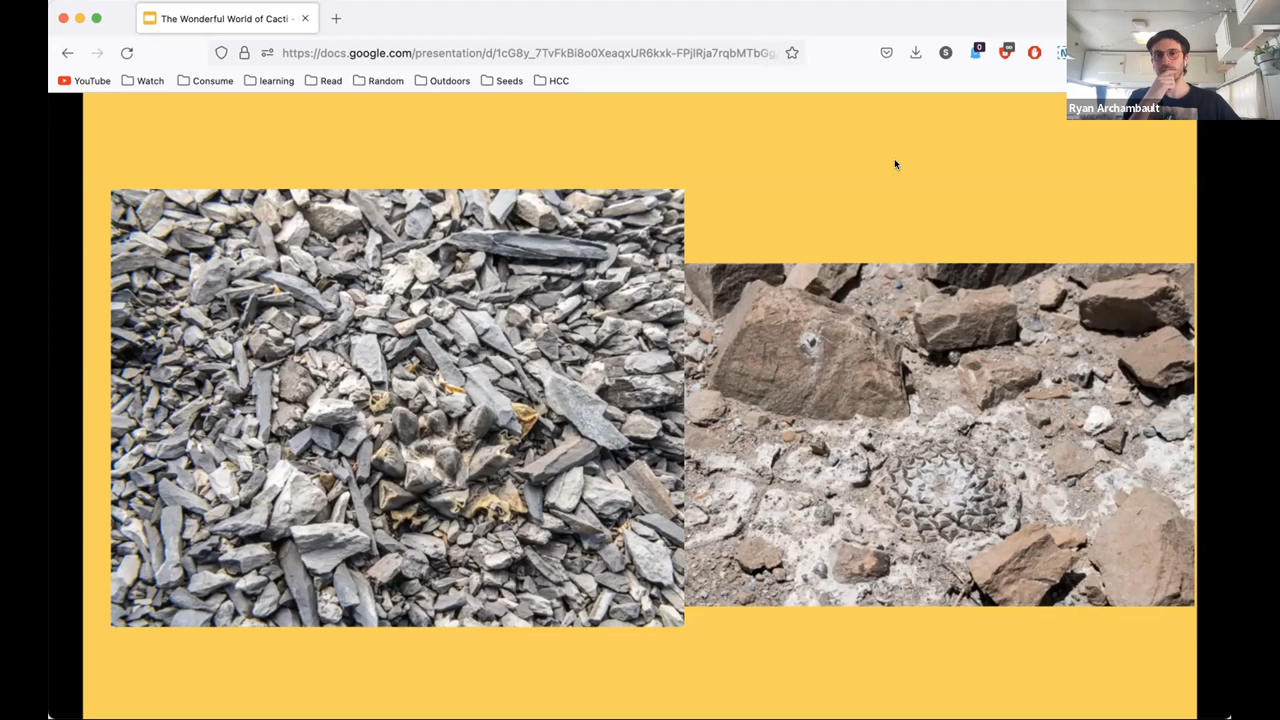 The Wonderful World of Cacti -
https://docs.google.com/presentation/d/1cG8y_7TvFkBi8o0XeaqxUR6kxk-FPjlRja7rqbMTbGg
S
0
YouTube
Watch
Consume
learning
Read
Random
Outdoors
Seeds
HCC
Ryan Archambault